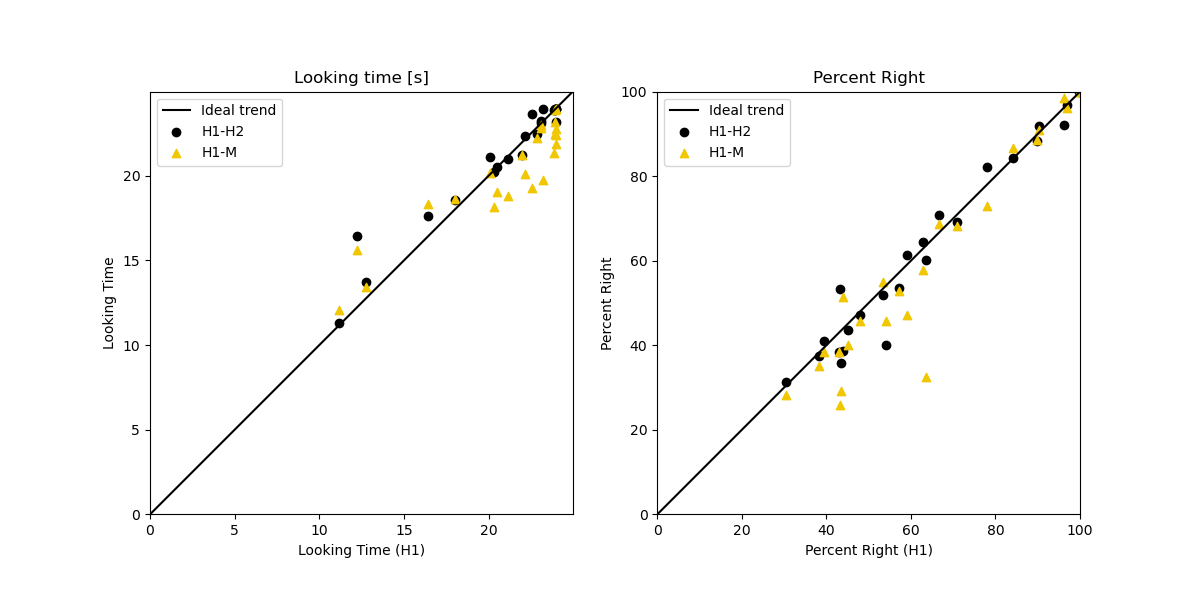 Looking time [s]
Ideal trend
H1-H2
H1-M
20
15
10
5
0
Looking Time
0 5 10 15 20
Looking Time (H1)
Percent Right
Ideal trend
H1-H2
H1-M
100
80
60
40
20
0
Percent Right
0 20 40 60 80 100
Percent Right (H1)